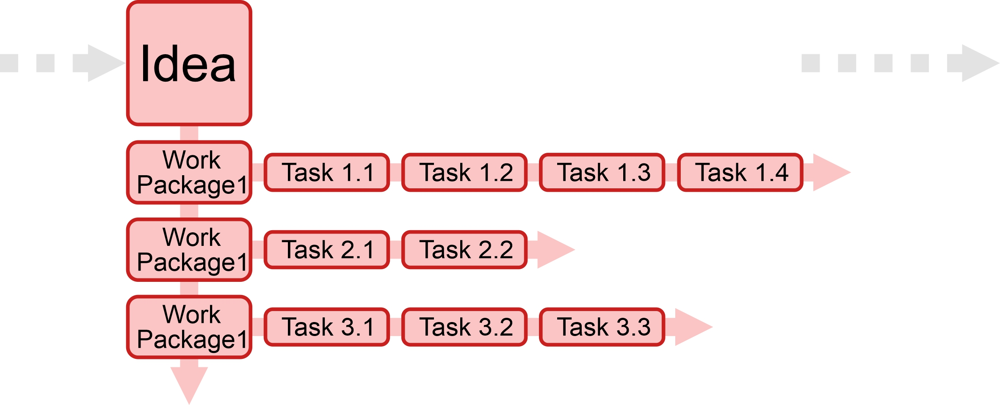 Idea
Work
Package1
Task 1.1
Task 1.2
Task 1.3
Task 1.4
Work
Package1
Task 2.1
Task 2.2
Work
Package1
Task 3.1
Task 3.2
Task 3.3